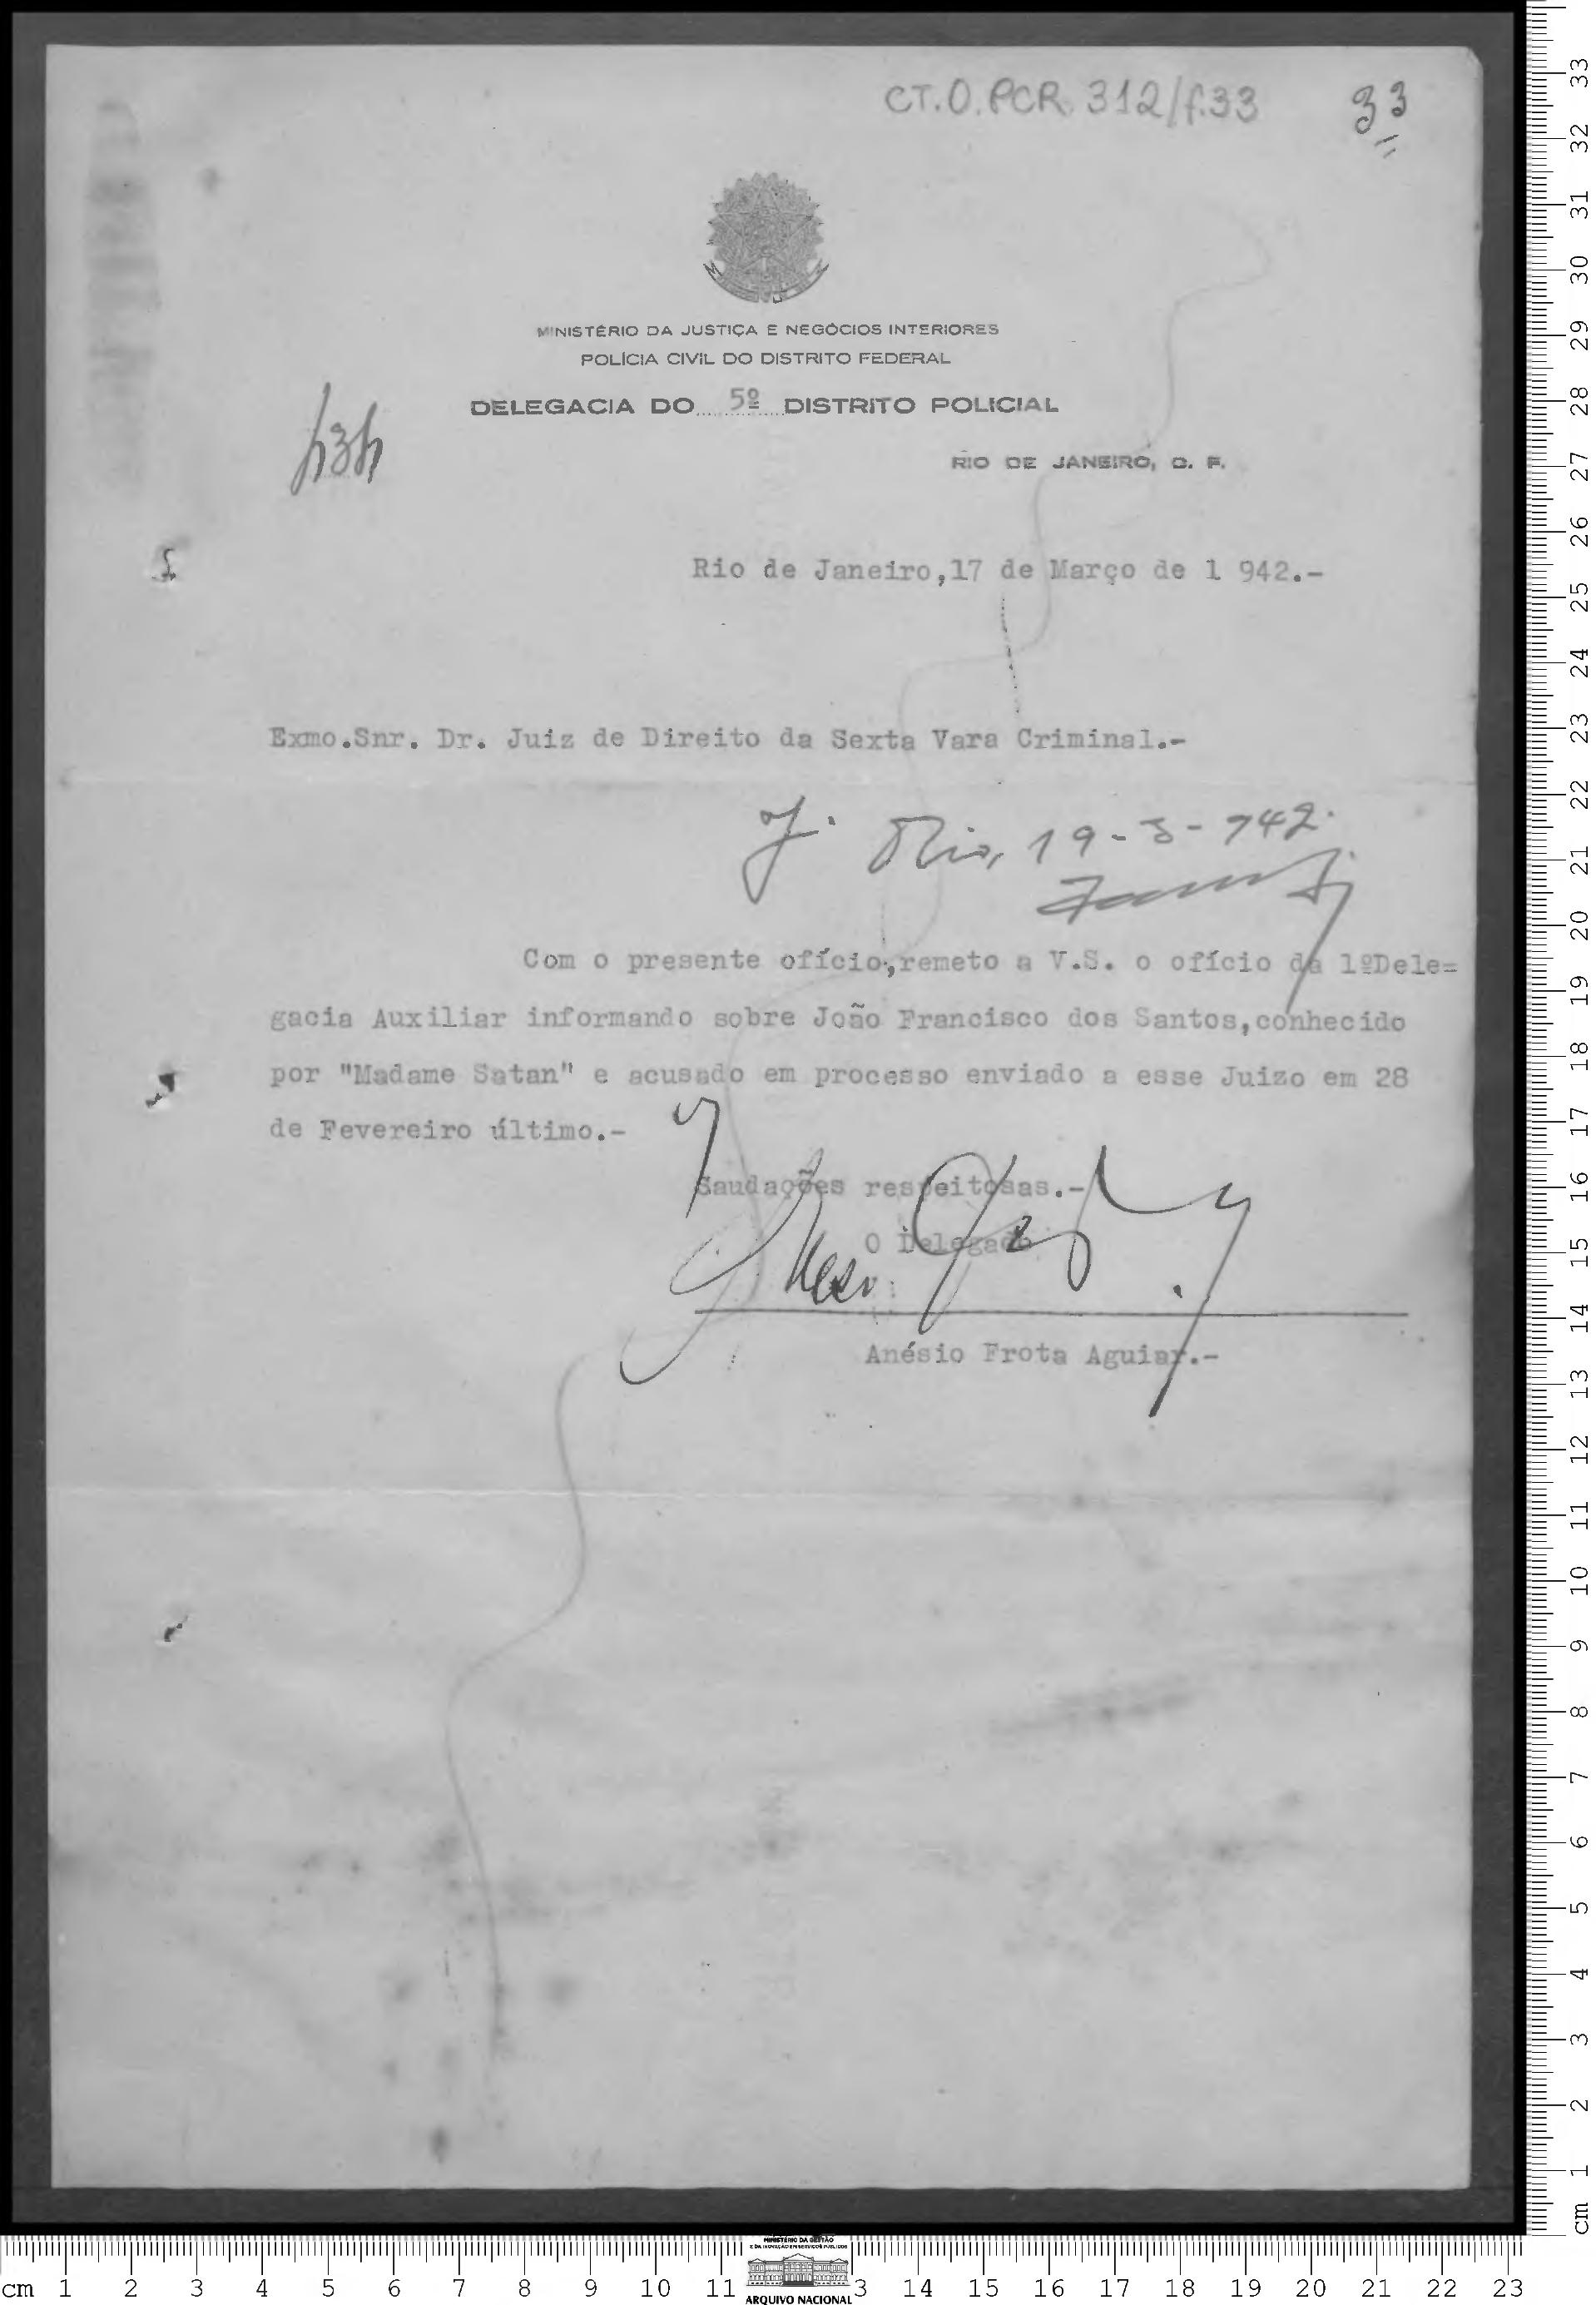 CT.O.PCR. 312/f.33
33
MINISTÉRIO DA JUSTIÇA E NEGÓCIOS INTERIORES
POLÍCIA CIVIL DO DISTRITO FEDERAL
DELEGACIA DO 5º DISTRITO POLICIAL
RIO DE JANEIRO, D. F.
Rio de Janeiro,17 de Março de 1 942.-
Exmo.Snr. Dr. Juiz de Direito da Sexta Vara Criminal.-
J. Rio, 19-3-942.
Com o presente ofício,remeto a V.S. o ofício da 1ºDele=
gacia Auxiliar informando sobre João Francisco dos Santos,conhecido
por "Madame Satan" e acusado em processo enviado a esse Juizo em 28
de Fevereiro último.-
Saudações respeitosas.-
O Delegado
Anésio Frota Aguiar.-
MINISTÉRIO DA GESTÃO
E DA INOVAÇÃO EM SERVIÇOS PÚBLICOS
ARQUIVO NACIONAL
cm 1 2 3 4 5 6 7 8 9 10 11 3 14 15 16 17 18 19 20 21 22 23
33 32 31 30 29 28 27 26 25 24 23 22 21 20 19 18 17 16 15 14 13 12 11 10 9 8 7 6 5 4 3 2 1 cm